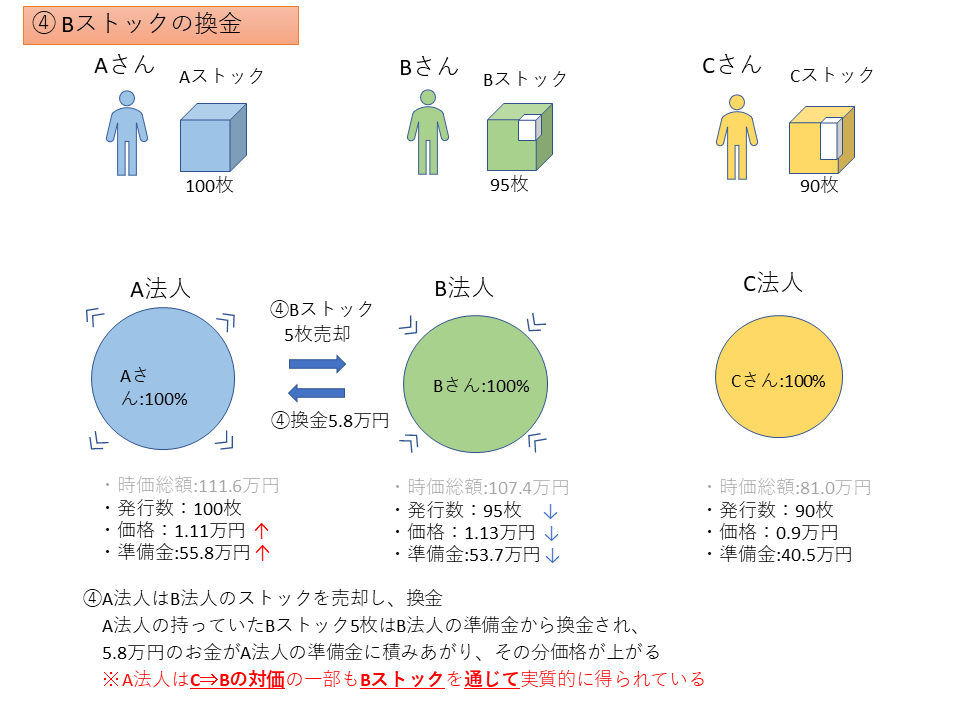 ④ Bストックの換金
Aさん
Aストック
100枚
Bさん
Bストック
95枚
Cさん
Cストック
90枚
A法人
Aさ
ん:100%
④Bストック
5枚売却
④換金5.8万円
B法人
Bさん:100%
C法人
Cさん:100%
・時価総額:111.6万円
・発行数：100枚
・価格：1.11万円 ↑
・準備金:55.8万円 ↑
・時価総額:107.4万円
・発行数：95枚 ↓
・価格：1.13万円 ↓
・準備金:53.7万円 ↓
・時価総額:81.0万円
・発行数：90枚
・価格：0.9万円
・準備金:40.5万円
④A法人はB法人のストックを売却し、換金
A法人の持っていたBストック5枚はB法人の準備金から換金され、
5.8万円のお金がA法人の準備金に積みあがり、その分価格が上がる
※A法人はC⇒Bの対価の一部もBストックを通じて実質的に得られている